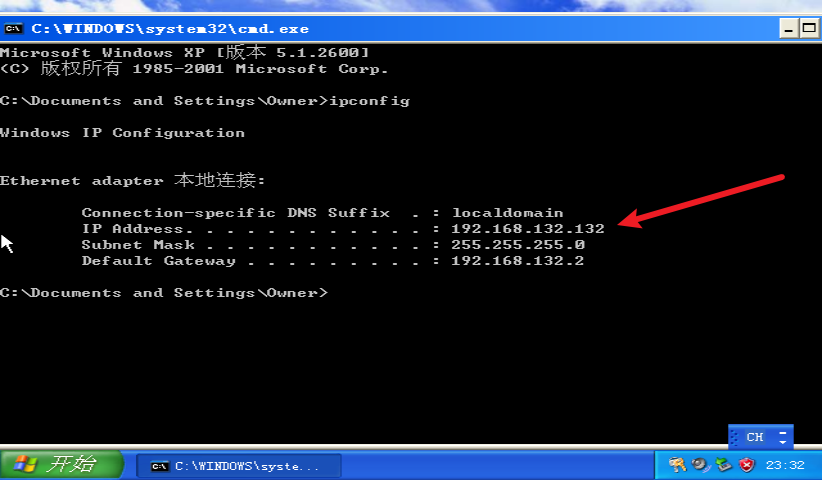 C:\WINDOWS\system32\cmd.exe
Microsoft Windows XP [版本 5.1.2600]
(C) 版权所有 1985-2001 Microsoft Corp.
C:\Documents and Settings\Owner>ipconfig
Windows IP Configuration
Ethernet adapter 本地连接:
Connection-specific DNS Suffix  . : localdomain
IP Address. . . . . . . . . . . . : 192.168.132.132
Subnet Mask . . . . . . . . . . . : 255.255.255.0
Default Gateway . . . . . . . . . : 192.168.132.2
C:\Documents and Settings\Owner>
CH
开始 C:\WINDOWS\syste... 23:32